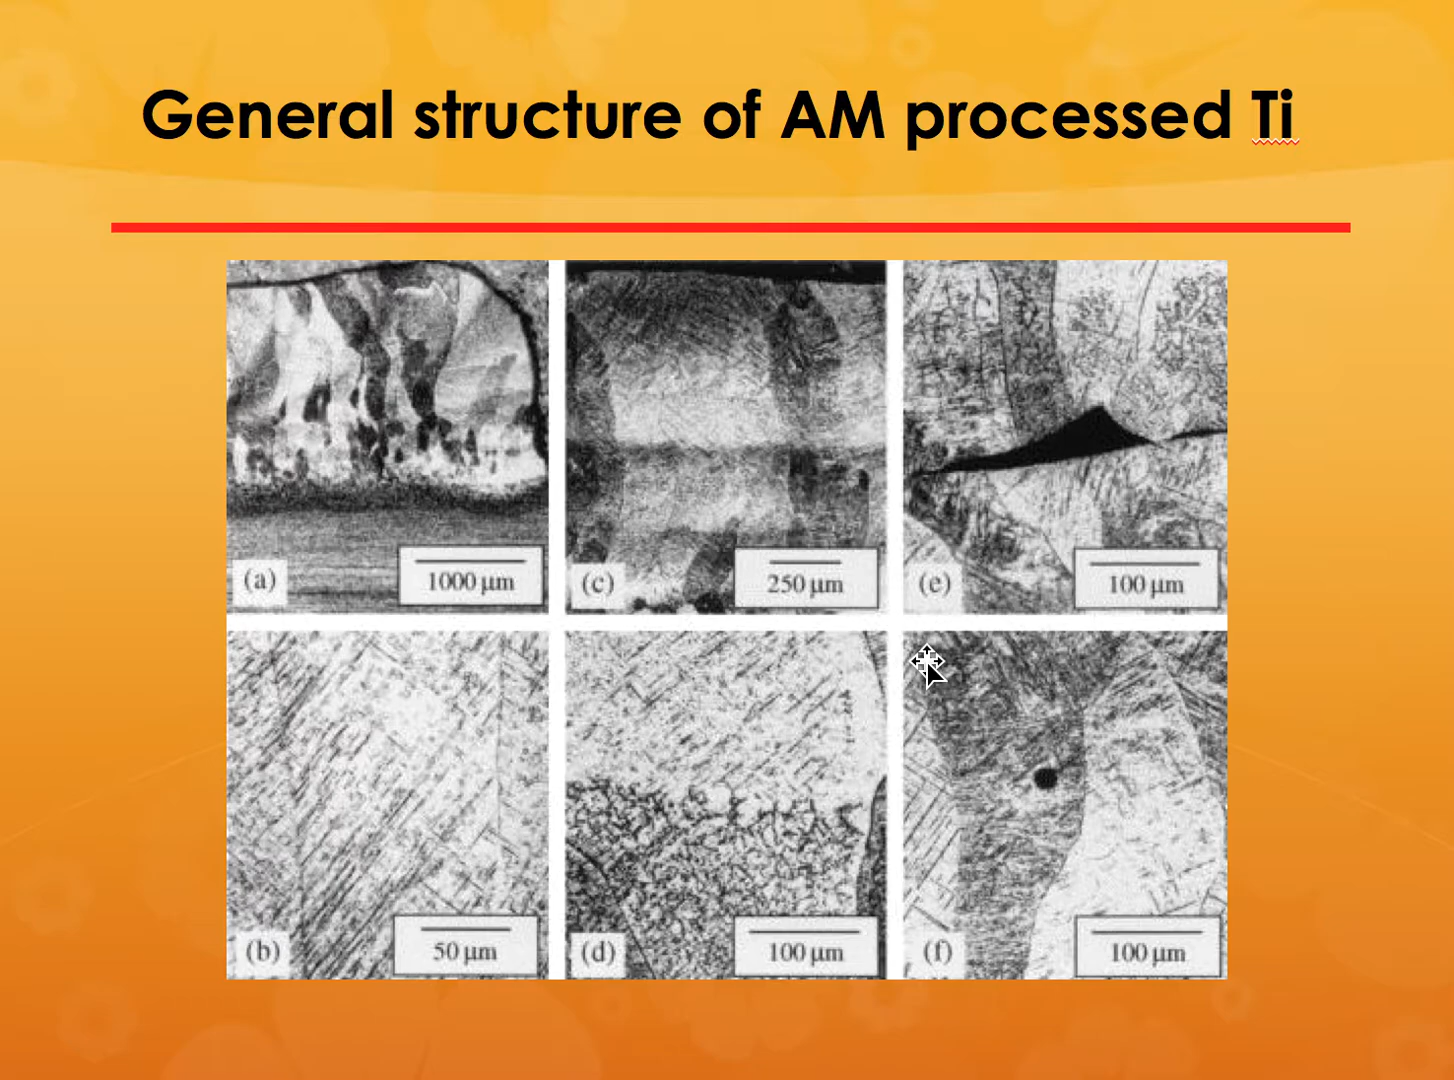 General structure of AM processed Ti
(a)
1000 µm
(c)
250 µm
(e)
100 µm
(b)
50 µm
(d)
100 µm
(f)
100 µm